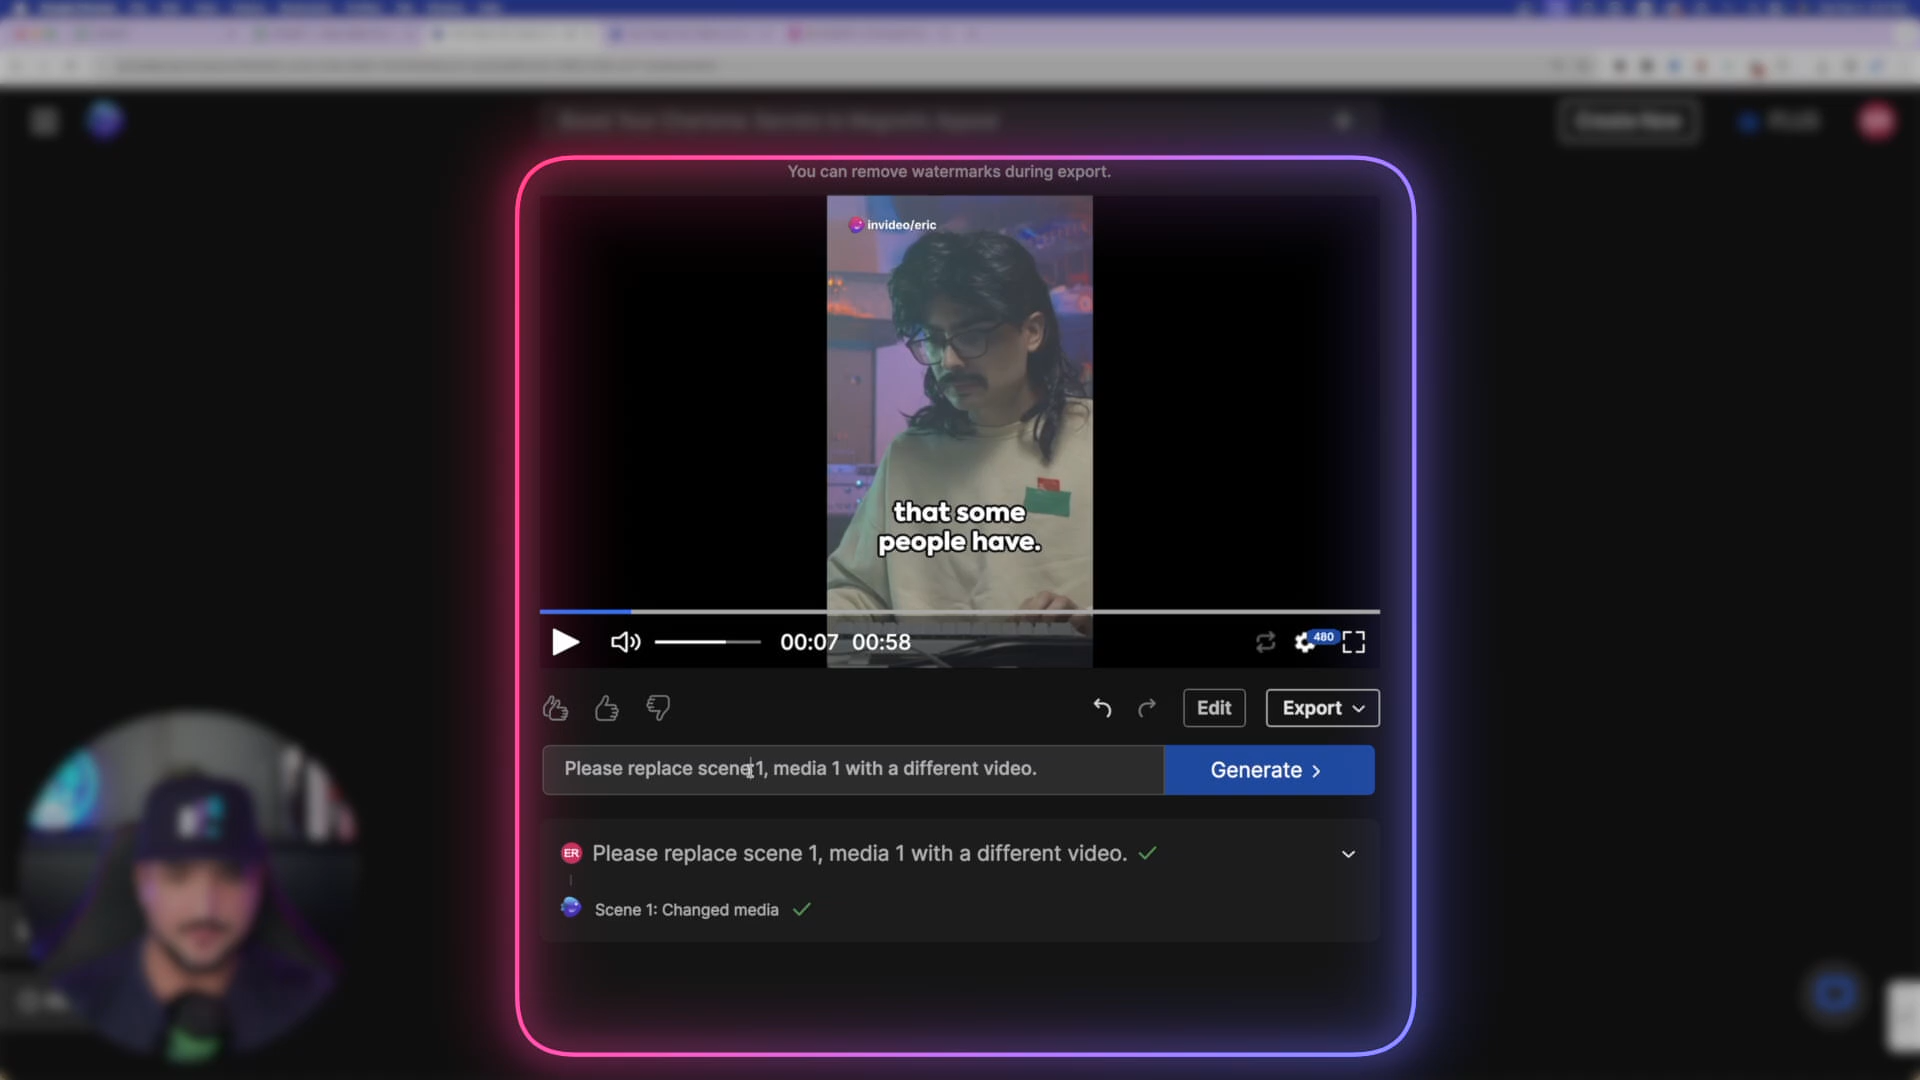 Create New
You can remove watermarks during export.
invideo/eric
that some
people have.
00:07 00:58
480
Edit
Export
Please replace scene 1, media 1 with a different video.
Generate
ER Please replace scene 1, media 1 with a different video.
Scene 1: Changed media